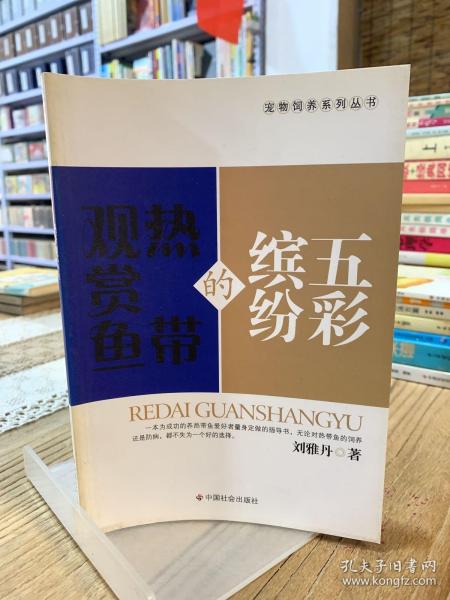 宠物饲养系列丛书
五彩
缤纷
的
热带
观赏鱼
REDAI GUANSHANGYU
一本为成功的养热带鱼爱好者量身定做的指导书，无论对热带鱼的饲养
还是防病，都不失为一个好的选择。
刘雅丹◎著
中国社会出版社
孔夫子旧书网
www.kongfz.com